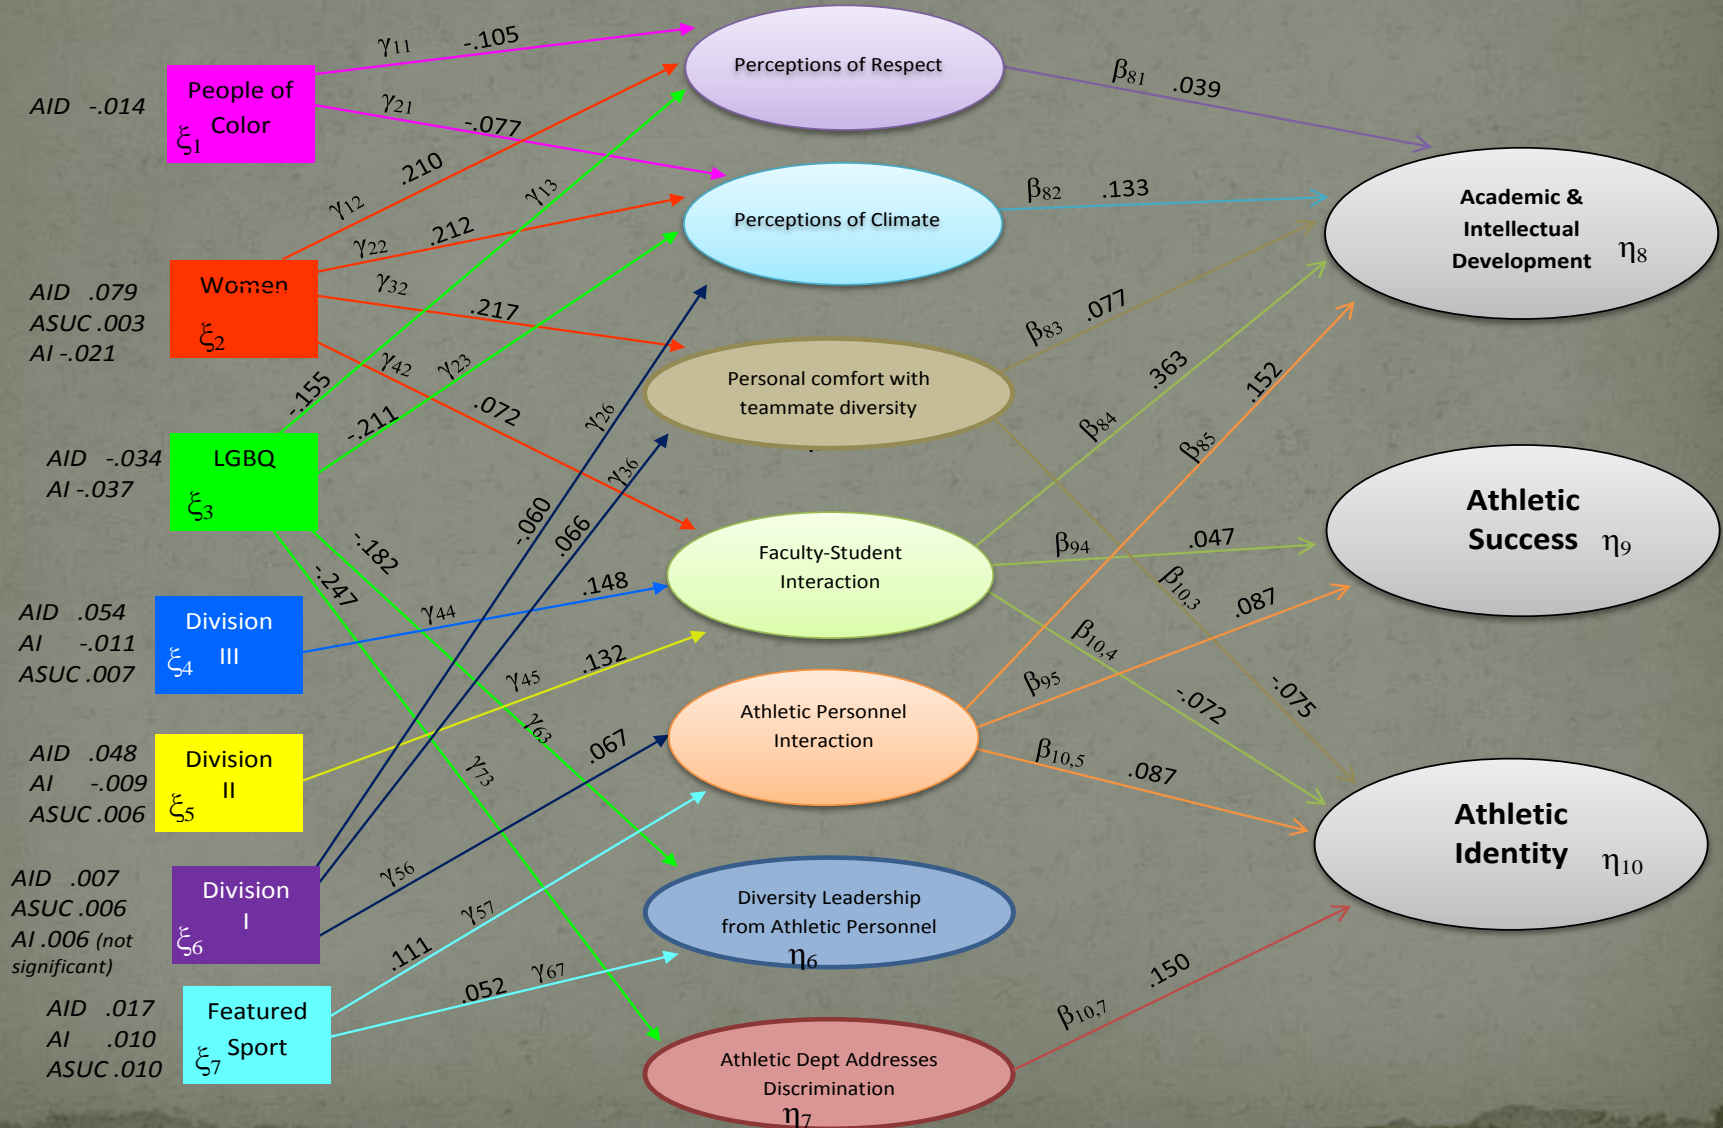 γ11 -.105
Perceptions of Respect
β81 .039
AID -.014
People of
Color
ξ1
γ21 -.077
γ12 .210
γ13 -.155
Perceptions of Climate
β82 .133
Academic &
Intellectual
Development η8
AID .079
ASUC .003
AI -.021
Women
ξ2
γ22 .212
γ32 .217
γ42 .072
γ23 -.211
Personal comfort with
teammate diversity
β83 .077
β84 .363
β85 .152
AID -.034
AI -.037
LGBQ
ξ3
γ26 -.060
γ36 .066
-.182
-.247
Faculty-Student
Interaction
β94 .047
β10,3 -.075
Athletic
Success η9
AID .054
AI -.011
ASUC .007
Division
III
ξ4
γ44 .148
γ45 .132
β10,4 -.072
β95 .087
AID .048
AI -.009
ASUC .006
Division
II
ξ5
γ63
γ73
.067
Athletic Personnel
Interaction
β10,5 .087
Athletic
Identity η10
AID .007
ASUC .006
AI .006 (not
significant)
Division
I
ξ6
γ56
γ57
.111
Diversity Leadership
from Athletic Personnel
η6
AID .017
AI .010
ASUC .010
Featured
Sport
ξ7
.052 γ67
β10,7 .150
Athletic Dept Addresses
Discrimination
η7